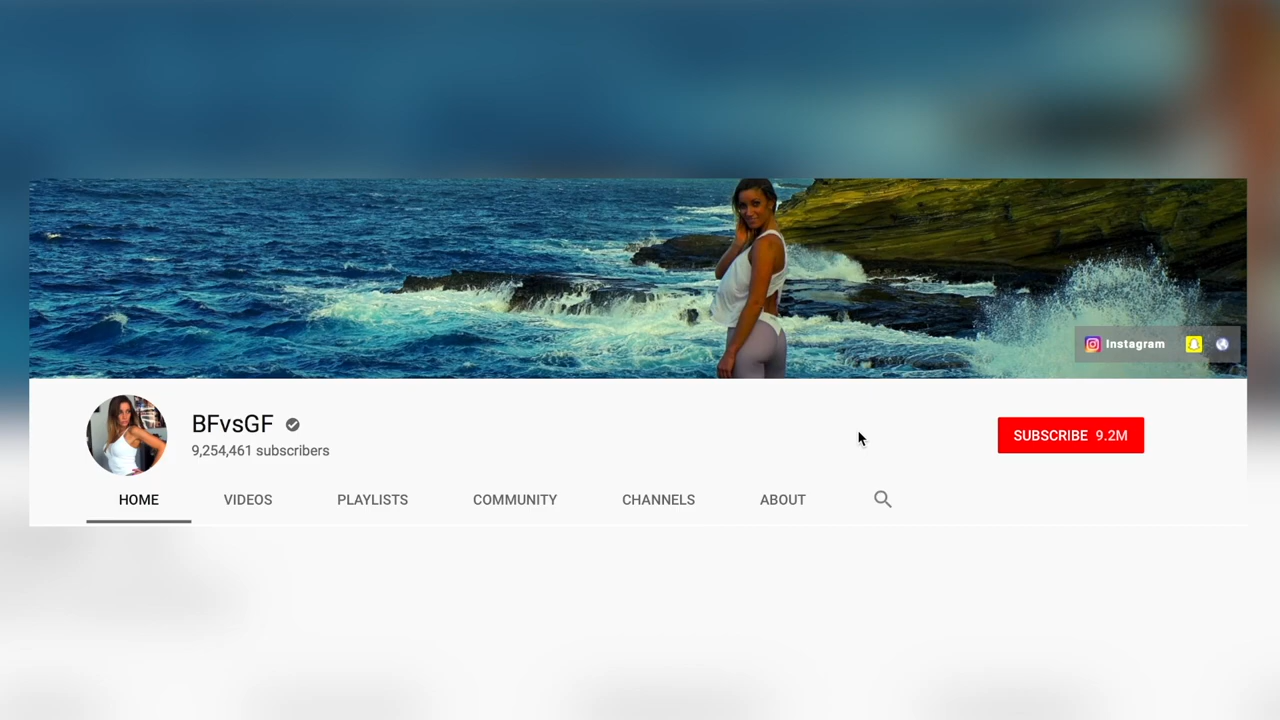 Instagram
BFvsGF
9,254,461 subscribers
SUBSCRIBE 9.2M
HOME VIDEOS PLAYLISTS COMMUNITY CHANNELS ABOUT